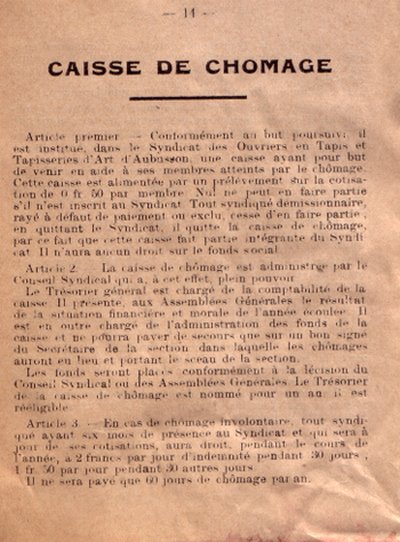 — 14 —
CAISSE DE CHOMAGE
Article premier. — Conformément au but poursuivi, il
est institué, dans le Syndicat des Ouvriers en Tapis et
Tapisseries d'Art d'Aubusson, une caisse ayant pour but
de venir en aide à ses membres atteints par le chômage.
Cette caisse est alimentée par un prélèvement sur la cotisa-
tion de 0 fr 50 par membre. Nul ne peut en faire partie
s'il n'est inscrit au Syndicat. Tout syndiqué démissionnaire,
rayé à défaut de paiement ou exclu, cesse d'en faire partie ;
en quittant le Syndicat, il quitte la caisse de chômage,
par ce fait que cette caisse fait partie intégrante du Syndi
cat. Il n'aura aucun droit sur le fonds social.
Article 2. — La caisse de chômage est administrée par le
Conseil Syndical qui a, à cet effet, plein pouvoir.
Le Trésorier général est chargé de la comptabilité de la
caisse. Il présente, aux Assemblées Générales, le résultat
de la situation financière et morale de l'année écoulée. Il
est en outre chargé de l'administration des fonds de la
caisse et ne pourra payer de secours que sur un bon signé
du Secrétaire de la section dans laquelle les chômages
auront eu lieu et portant le sceau de la section.
Les fonds seront placés conformément à la décision du
Conseil Syndical ou des Assemblées Générales. Le Trésorier
de la caisse de chômage est nommé pour un an, il est
rééligible.
Article 3. — En cas de chômage involontaire, tout syndi-
qué ayant six mois de présence au Syndicat et qui sera à
jour de ses cotisations, aura droit, pendant le cours de
l'année, à 2 francs par jour d'indemnité pendant 30 jours,
1 fr. 50 par jour pendant 30 autres jours.
Il ne sera payé que 60 jours de chômage par an.